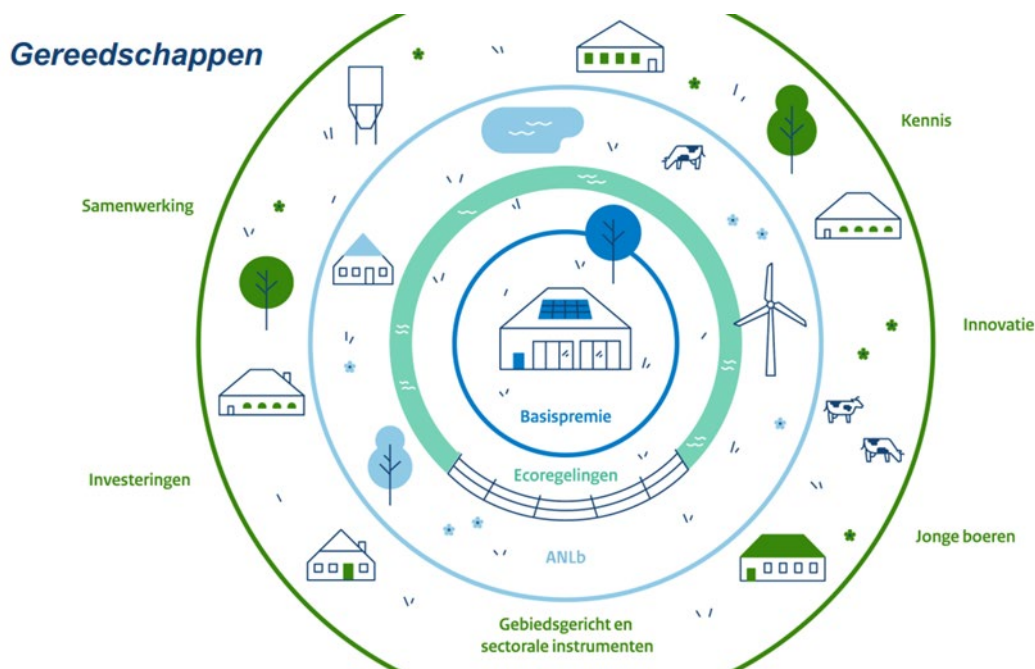 Gereedschappen
Kennis
Samenwerking
Innovatie
Basispremie
Ecoregelingen
Investeringen
Jonge boeren
ANLb
Gebiedsgericht en
sectorale instrumenten